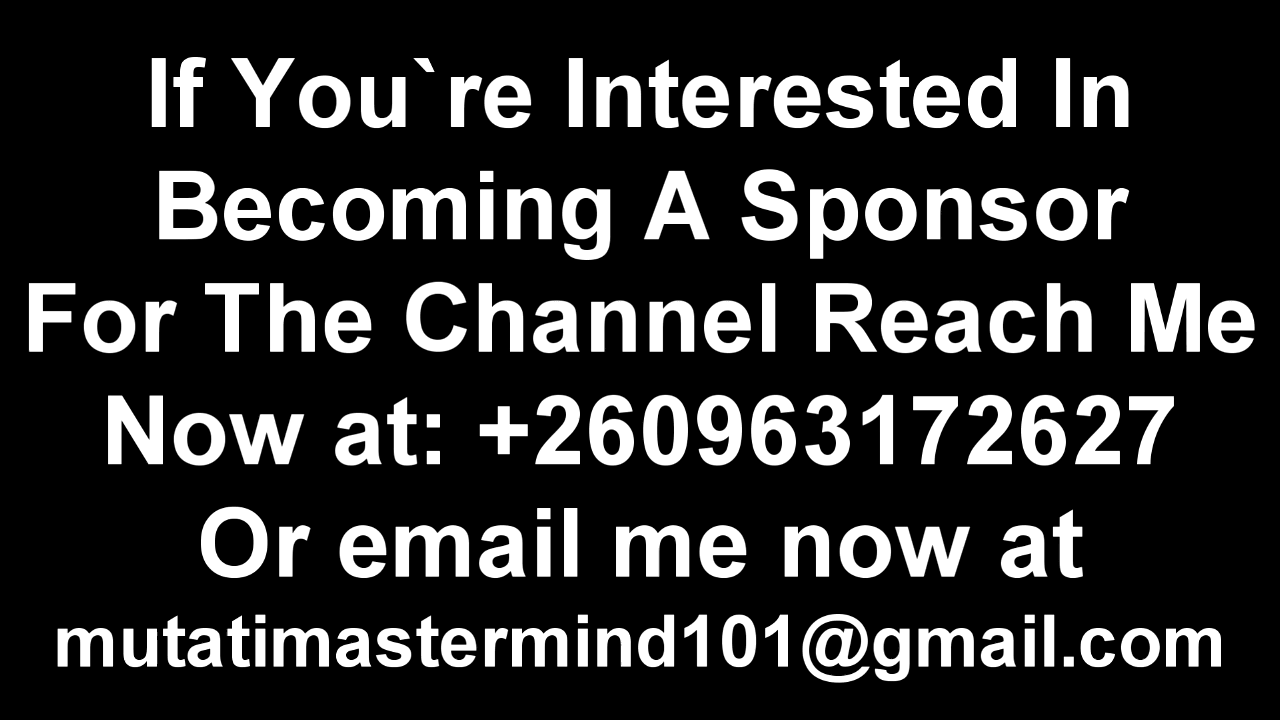 If You`re Interested In
Becoming A Sponsor
For The Channel Reach Me
Now at: +260963172627
Or email me now at
mutatimastermind101@gmail.com